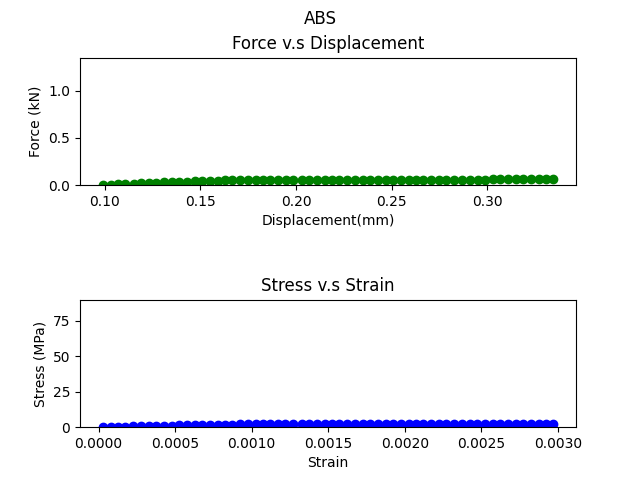 ABS
Force v.s Displacement
1.0
0.5
0.0
Force (kN)
0.10 0.15 0.20 0.25 0.30
Displacement(mm)
Stress v.s Strain
75
50
25
0
Stress (MPa)
0.0000 0.0005 0.0010 0.0015 0.0020 0.0025 0.0030
Strain